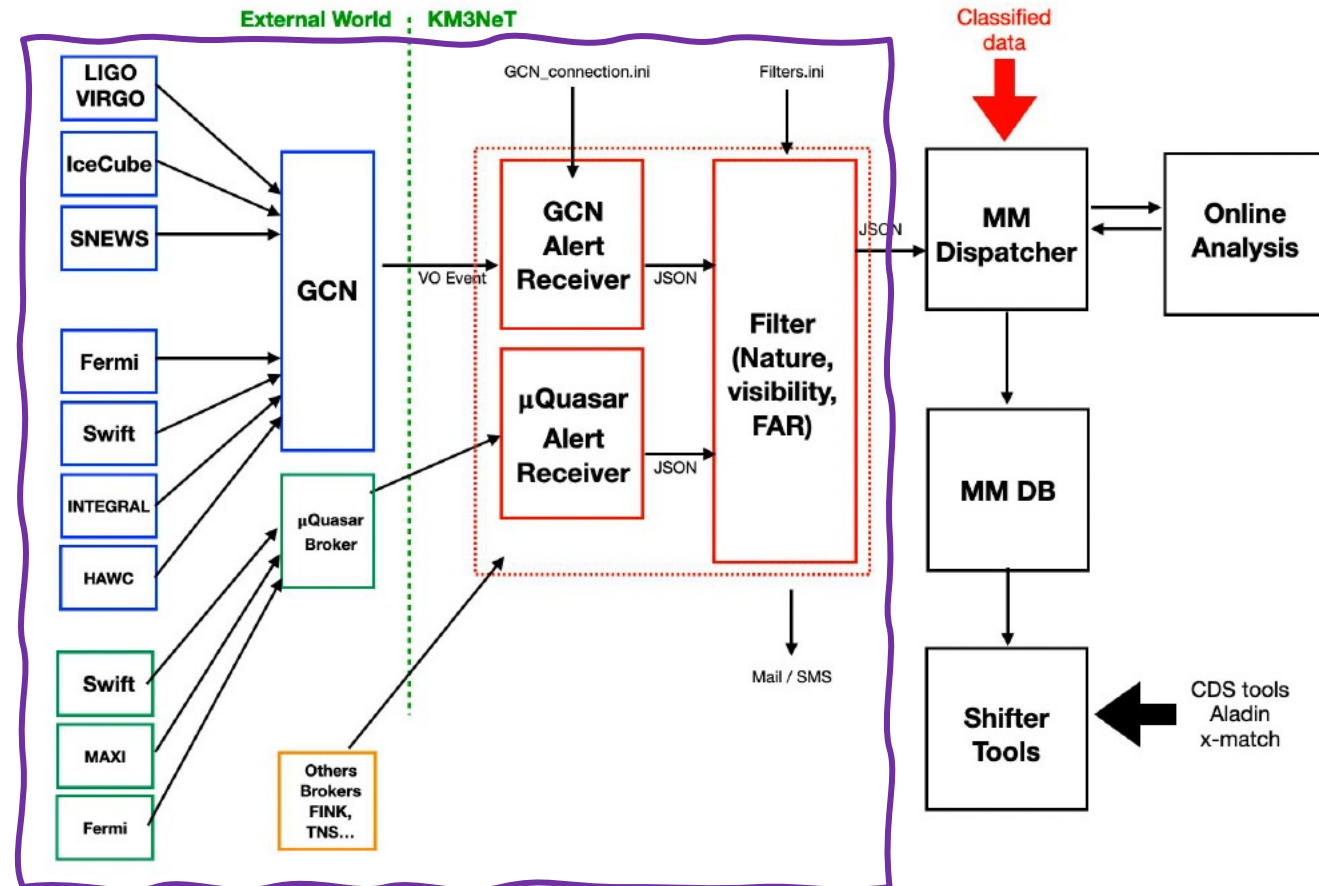 External World
KM3NeT
Classified
data
LIGO
VIRGO
IceCube
SNEWS
Fermi
Swift
INTEGRAL
HAWC
Swift
MAXI
Fermi
GCN
µQuasar
Broker
Others
Brokers
FINK,
TNS...
VO Event
GCN_connection.ini
Filters.ini
GCN
Alert
Receiver
JSON
µQuasar
Alert
Receiver
JSON
Filter
(Nature,
visibility,
FAR)
JSON
Mail / SMS
MM
Dispatcher
Online
Analysis
MM DB
Shifter
Tools
CDS tools
Aladin
x-match